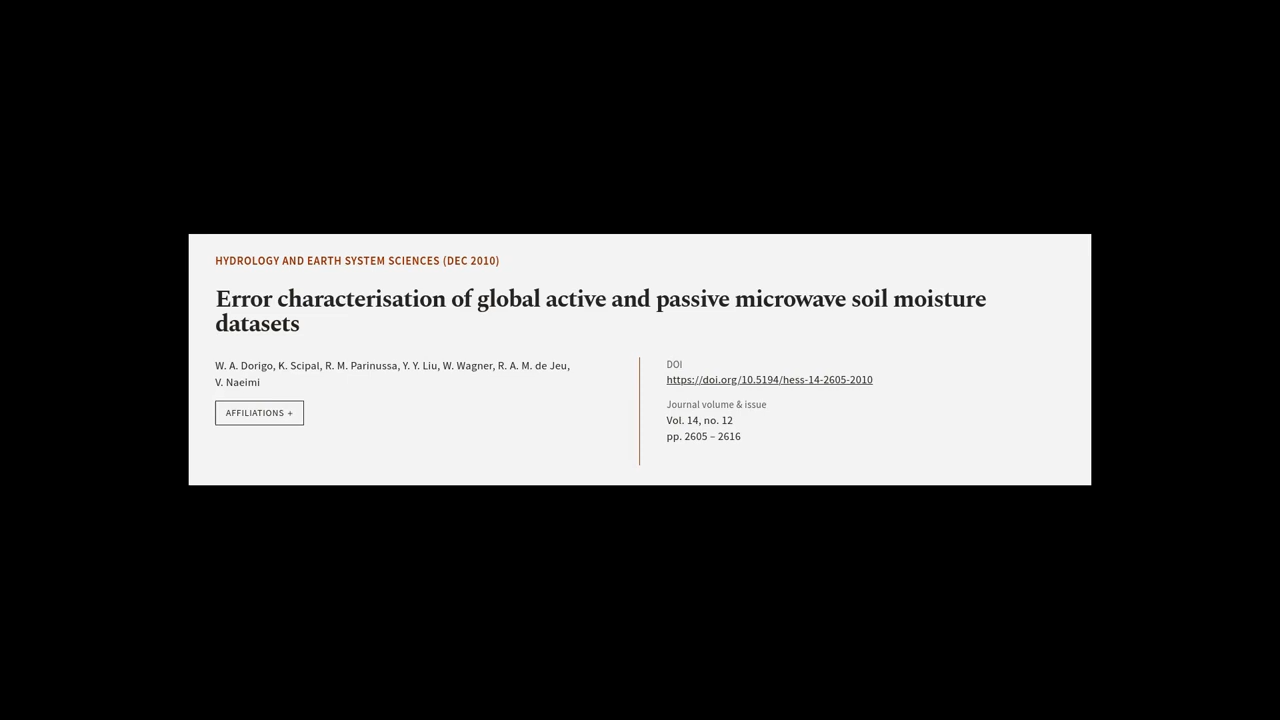 HYDROLOGY AND EARTH SYSTEM SCIENCES (DEC 2010)
Error characterisation of global active and passive microwave soil moisture
datasets
W. A. Dorigo, K. Scipal, R. M. Parinussa, Y. Y. Liu, W. Wagner, R. A. M. de Jeu,
V. Naeimi
AFFILIATIONS +
DOI
https://doi.org/10.5194/hess-14-2605-2010
Journal volume & issue
Vol. 14, no. 12
pp. 2605 – 2616